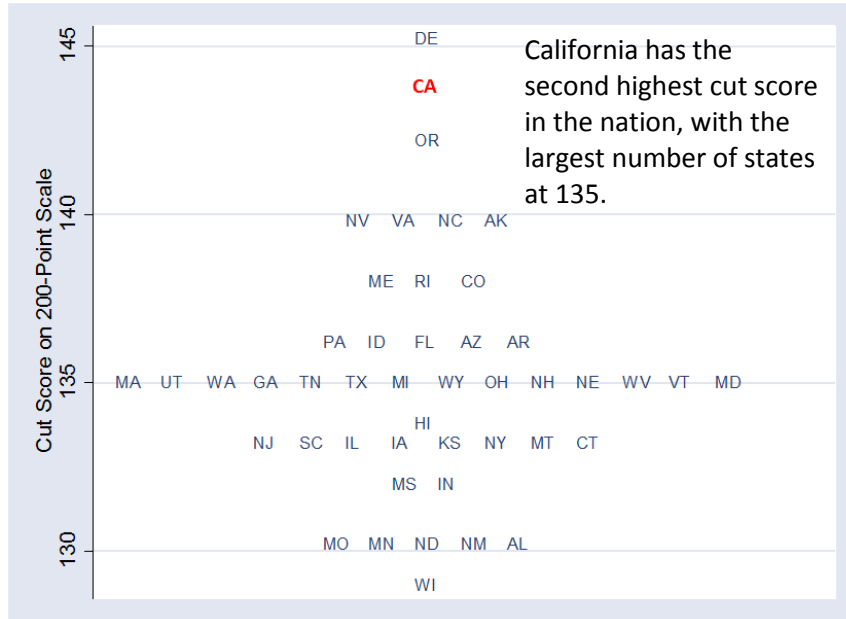 145
DE
California has the
CA
second highest cut score
in the nation, with the
OR
largest number of states
at 135.
Cut Score on 200-Point Scale
140
NV VA NC AK
ME RI CO
PA ID FL AZ AR
135
MA UT WA GA TN TX MI WY OH NH NE WV VT MD
HI
NJ SC IL IA KS NY MT CT
MS IN
130
MO MN ND NM AL
WI